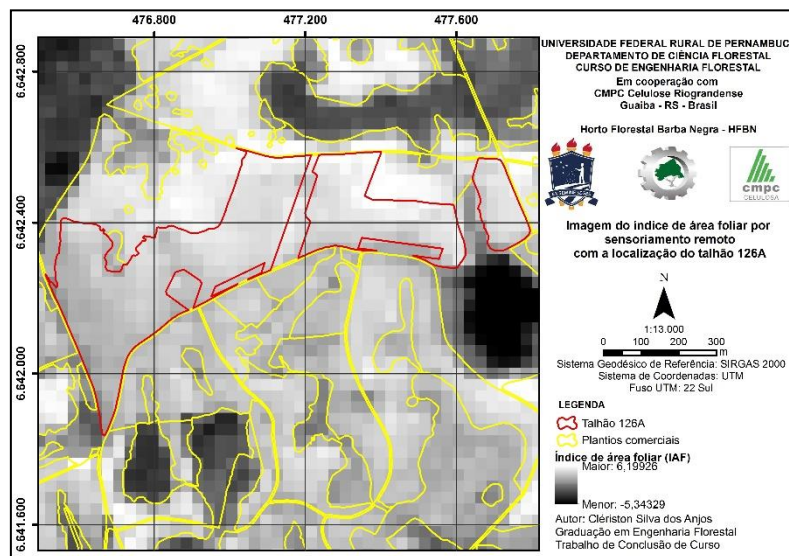 476.800 477.200 477.600
6.642.800
6.642.400
6.642.000
6.641.600
UNIVERSIDADE FEDERAL RURAL DE PERNAMBUC
DEPARTAMENTO DE CIÊNCIA FLORESTAL
CURSO DE ENGENHARIA FLORESTAL
Em cooperação com
CMPC Celulose Riograndense
Guaiba - RS - Brasil
Horto Florestal Barba Negra - HFBN
cmpc
CELULOSA
Imagem do indice de área foliar por
sensoriamento remoto
com a localização do talhão 126A
N
1:13.000
0 100 200 300
m
Sistema Geodésico de Referência: SIRGAS 2000
Sistema de Coordenadas: UTM
Fuso UTM: 22 Sul
LEGENDA
Talhão 126A
Plantios comerciais
Índice de área foliar (IAF)
Maior: 6,19926
Menor: -5,34329
Autor: Clériston Silva dos Anjos
Graduação em Engenharia Florestal
Trabalho de Conclusão de Curso